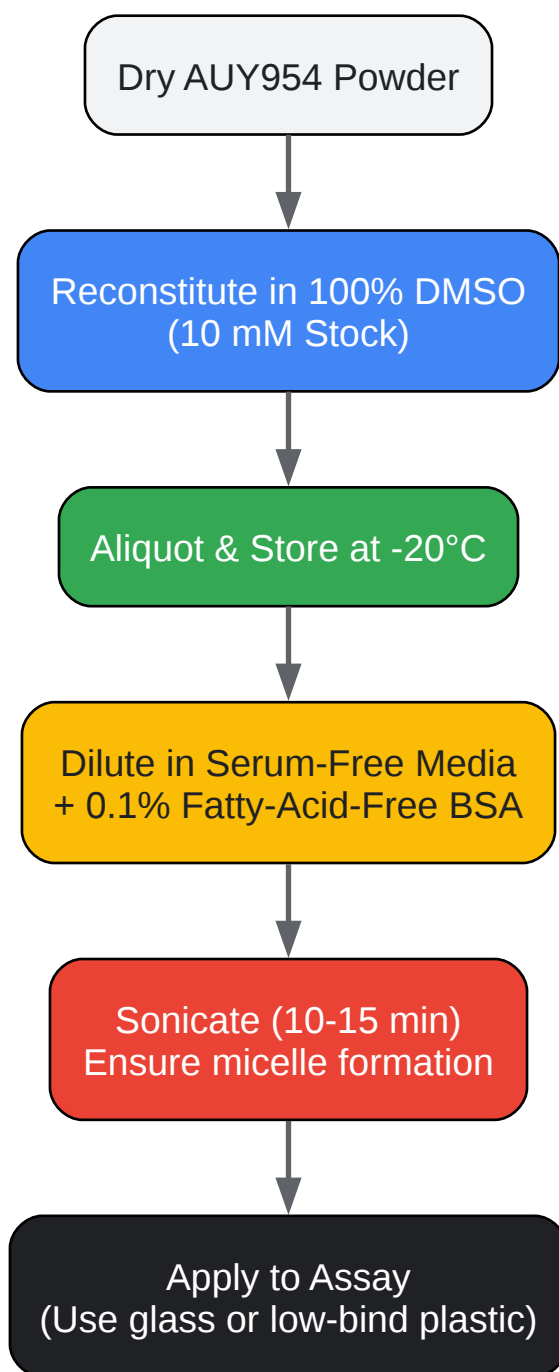 Dry AUY954 Powder
Reconstitute in 100% DMSO
(10 mM Stock)
Aliquot & Store at -20°C
Dilute in Serum-Free Media
+ 0.1% Fatty-Acid-Free BSA
Sonicate (10-15 min)
Ensure micelle formation
Apply to Assay
(Use glass or low-bind plastic)